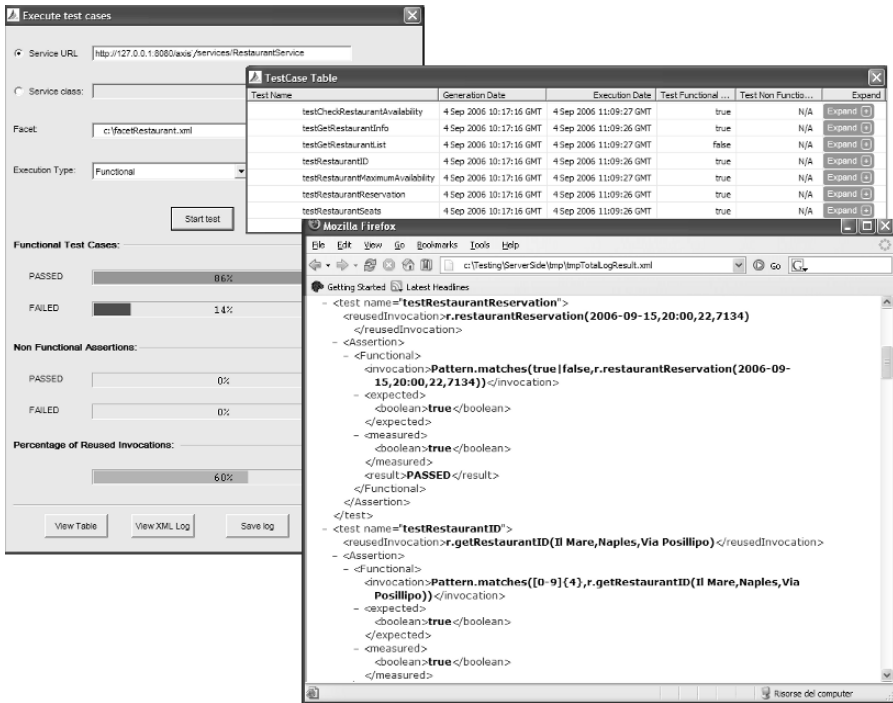 Execute test cases
Service URL http://127.0.0.1:8080/axis/services/RestaurantService
Service class:
Facet: c:\facetRestaurant.xml
Execution Type: Functional
Start test
Functional Test Cases:
PASSED 86%
FAILED 14%
Non Functional Assertions:
PASSED 0%
FAILED 0%
Percentage of Reused Invocations:
60%
View Table View XML Log Save log
TestCase Table
Test Name Generation Date Execution Date Test Functional ... Test Non Functio... Expand
testCheckRestaurantAvailability 4 Sep 2006 10:17:16 GMT 4 Sep 2006 11:09:27 GMT true N/A Expand +
testGetRestaurantInfo 4 Sep 2006 10:17:16 GMT 4 Sep 2006 11:09:26 GMT true N/A Expand +
testGetRestaurantList 4 Sep 2006 10:17:16 GMT 4 Sep 2006 11:09:27 GMT false N/A Expand +
testRestaurantID 4 Sep 2006 10:17:16 GMT 4 Sep 2006 11:09:26 GMT true N/A Expand +
testRestaurantMaximumAvailability 4 Sep 2006 10:17:16 GMT 4 Sep 2006 11:09:27 GMT true N/A Expand +
testRestaurantReservation 4 Sep 2006 10:17:16 GMT 4 Sep 2006 11:09:26 GMT true N/A Expand +
testRestaurantSeats 4 Sep 2006 10:17:16 GMT 4 Sep 2006 11:09:26 GMT true N/A Expand +
Mozilla Firefox
File Edit View Go Bookmarks Tools Help
c:\Testing\ServerSide\tmp\tmpTotalLogResult.xml Go G
Getting Started Latest Headlines
- <test name="testRestaurantReservation">
<reusedInvocation>r.restaurantReservation(2006-09-15,20:00,22,7134)
</reusedInvocation>
- <Assertion>
- <Functional>
<invocation>Pattern.matches(true|false,r.restaurantReservation(2006-09-
15,20:00,22,7134))</invocation>
- <expected>
<boolean>true</boolean>
</expected>
- <measured>
<boolean>true</boolean>
</measured>
<result>PASSED</result>
</Functional>
</Assertion>
</test>
- <test name="testRestaurantID">
<reusedInvocation>r.getRestaurantID(Il Mare,Naples,Via Posillipo)</reusedInvocation>
- <Assertion>
- <Functional>
<invocation>Pattern.matches([0-9]{4},r.getRestaurantID(Il Mare,Naples,Via
Posillipo))</invocation>
- <expected>
<boolean>true</boolean>
</expected>
- <measured>
<boolean>true</boolean>
</measured>
Risorse del computer